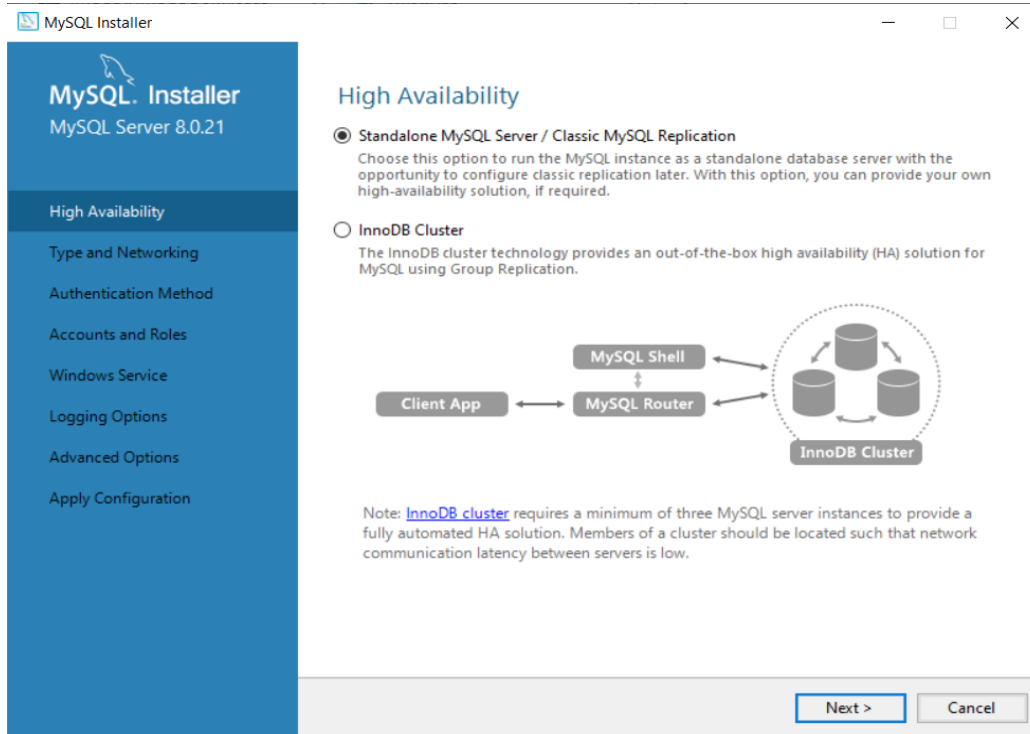 MySQL Installer
MySQL. Installer
MySQL Server 8.0.21
High Availability
Type and Networking
Authentication Method
Accounts and Roles
Windows Service
Logging Options
Advanced Options
Apply Configuration
High Availability
Standalone MySQL Server / Classic MySQL Replication
Choose this option to run the MySQL instance as a standalone database server with the
opportunity to configure classic replication later. With this option, you can provide your own
high-availability solution, if required.
InnoDB Cluster
The InnoDB cluster technology provides an out-of-the-box high availability (HA) solution for
MySQL using Group Replication.
MySQL Shell
Client App
MySQL Router
InnoDB Cluster
Note: InnoDB cluster requires a minimum of three MySQL server instances to provide a
fully automated HA solution. Members of a cluster should be located such that network
communication latency between servers is low.
Next >
Cancel